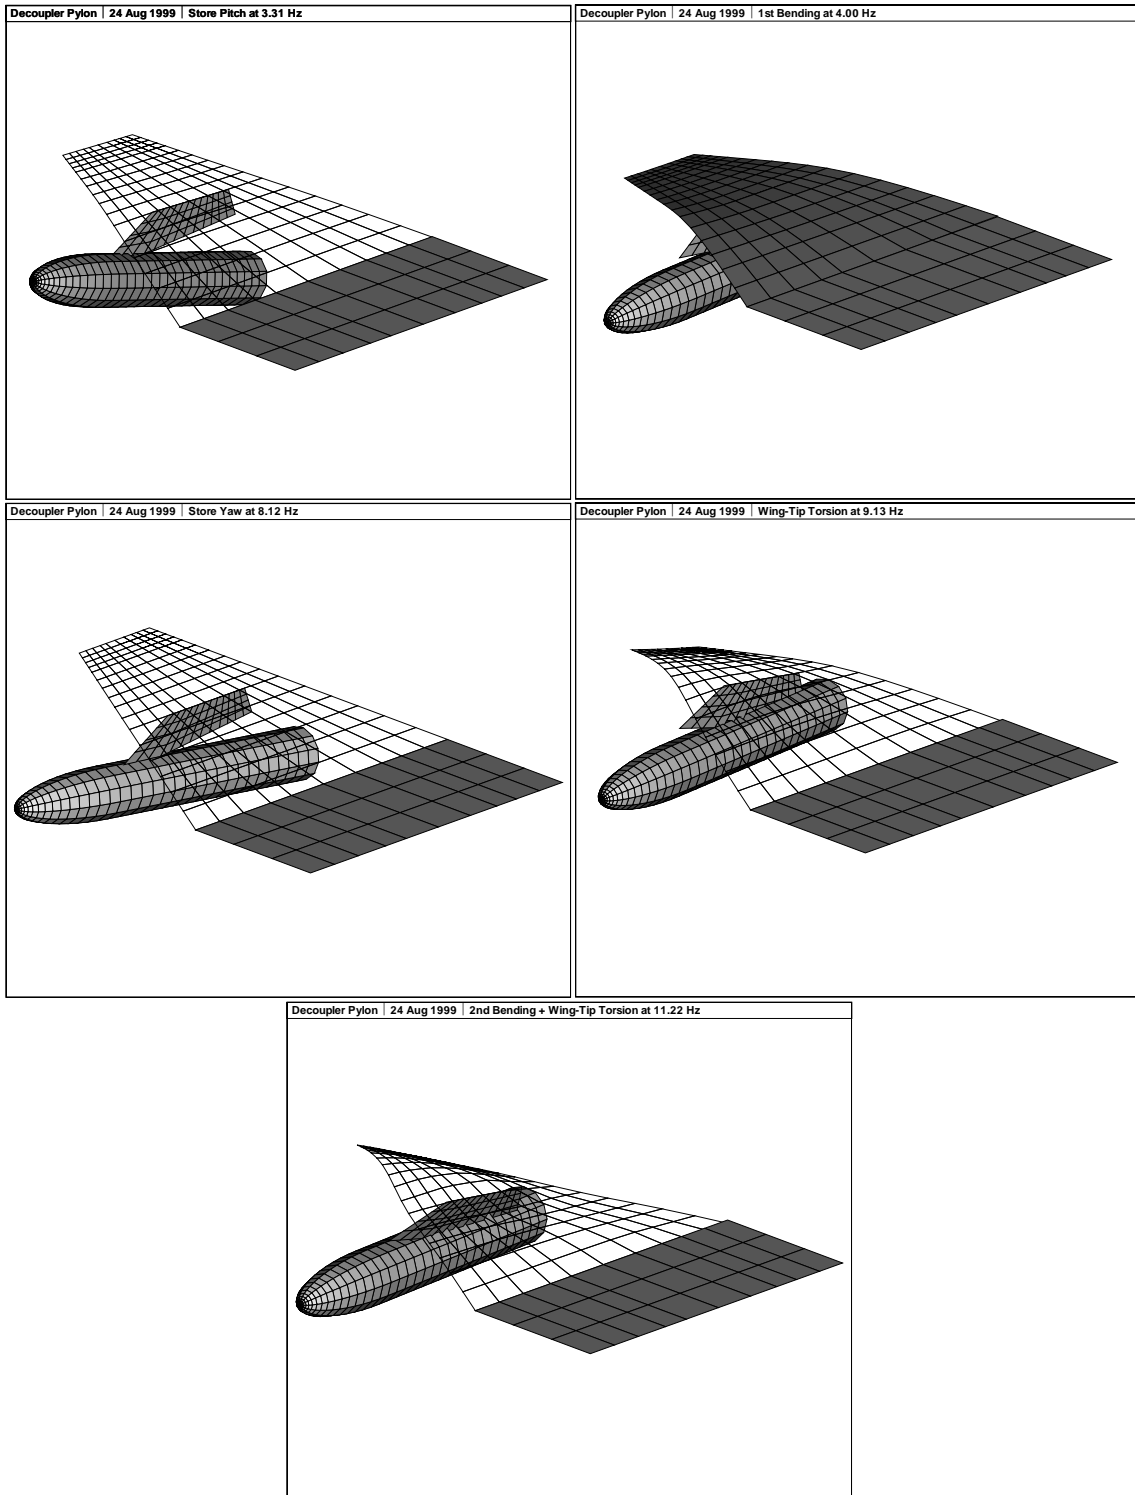 Decoupler Pylon | 24 Aug 1999 | Store Pitch at 3.31 Hz
Decoupler Pylon | 24 Aug 1999 | 1st Bending at 4.00 Hz
Decoupler Pylon | 24 Aug 1999 | Store Yaw at 8.12 Hz
Decoupler Pylon | 24 Aug 1999 | Wing-Tip Torsion at 9.13 Hz
Decoupler Pylon | 24 Aug 1999 | 2nd Bending + Wing-Tip Torsion at 11.22 Hz